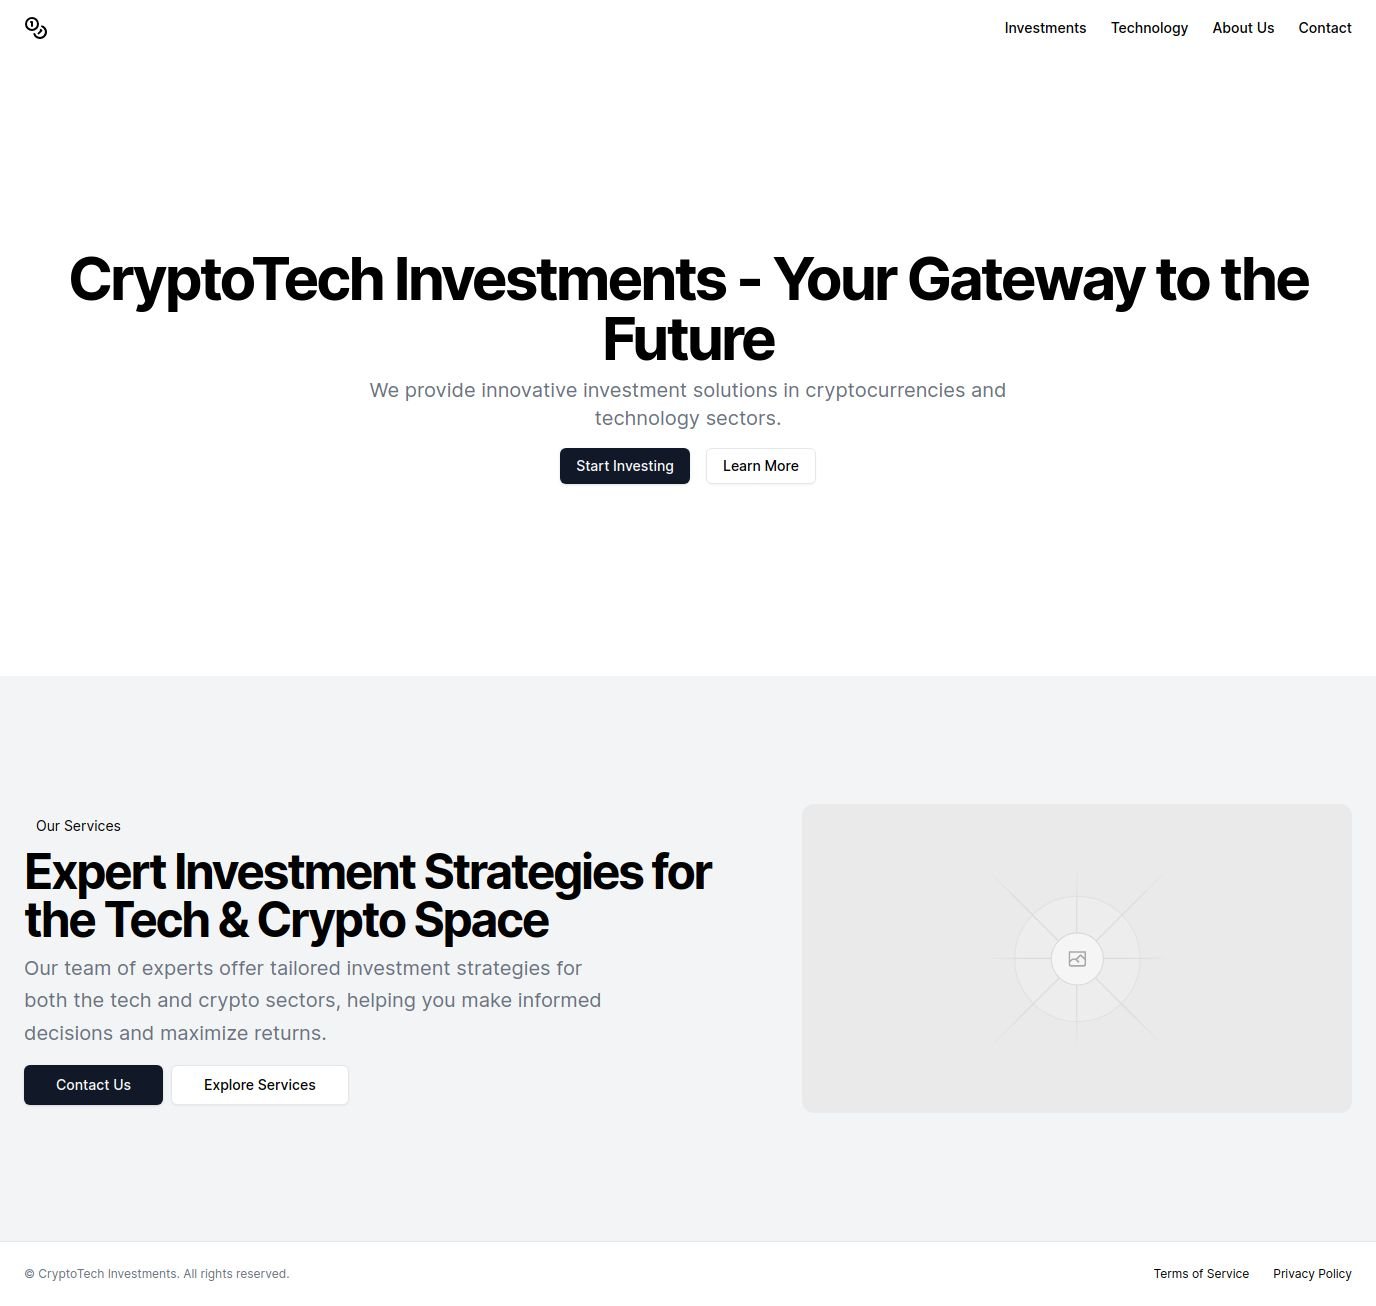 Investments
Technology
About Us
Contact
CryptoTech Investments - Your Gateway to the
Future
We provide innovative investment solutions in cryptocurrencies and
technology sectors.
Start Investing
Learn More
Our Services
Expert Investment Strategies for
the Tech & Crypto Space
Our team of experts offer tailored investment strategies for
both the tech and crypto sectors, helping you make informed
decisions and maximize returns.
Contact Us
Explore Services
© CryptoTech Investments. All rights reserved.
Terms of Service
Privacy Policy